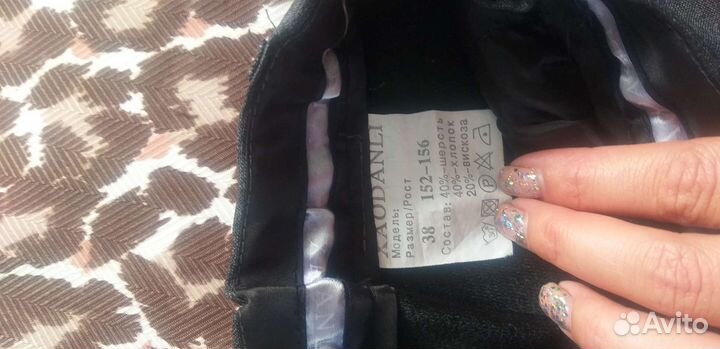 XAODANLI
Модель:
Размер/Рост
38 152-156
Состав: 40%-шерсть
40%-хлопок
20%-вискоза
Avito